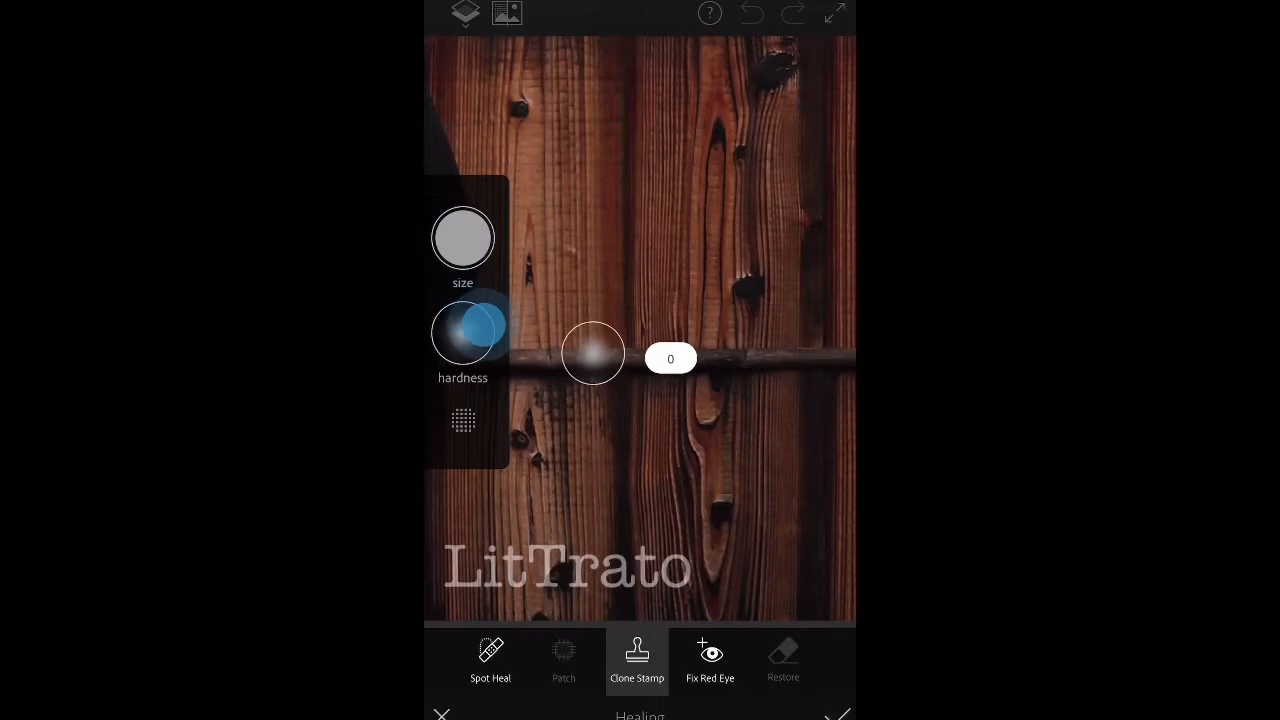 ?
size
0
hardness
LitTrato
Spot Heal
Patch
Clone Stamp
Fix Red Eye
Restore
Healing